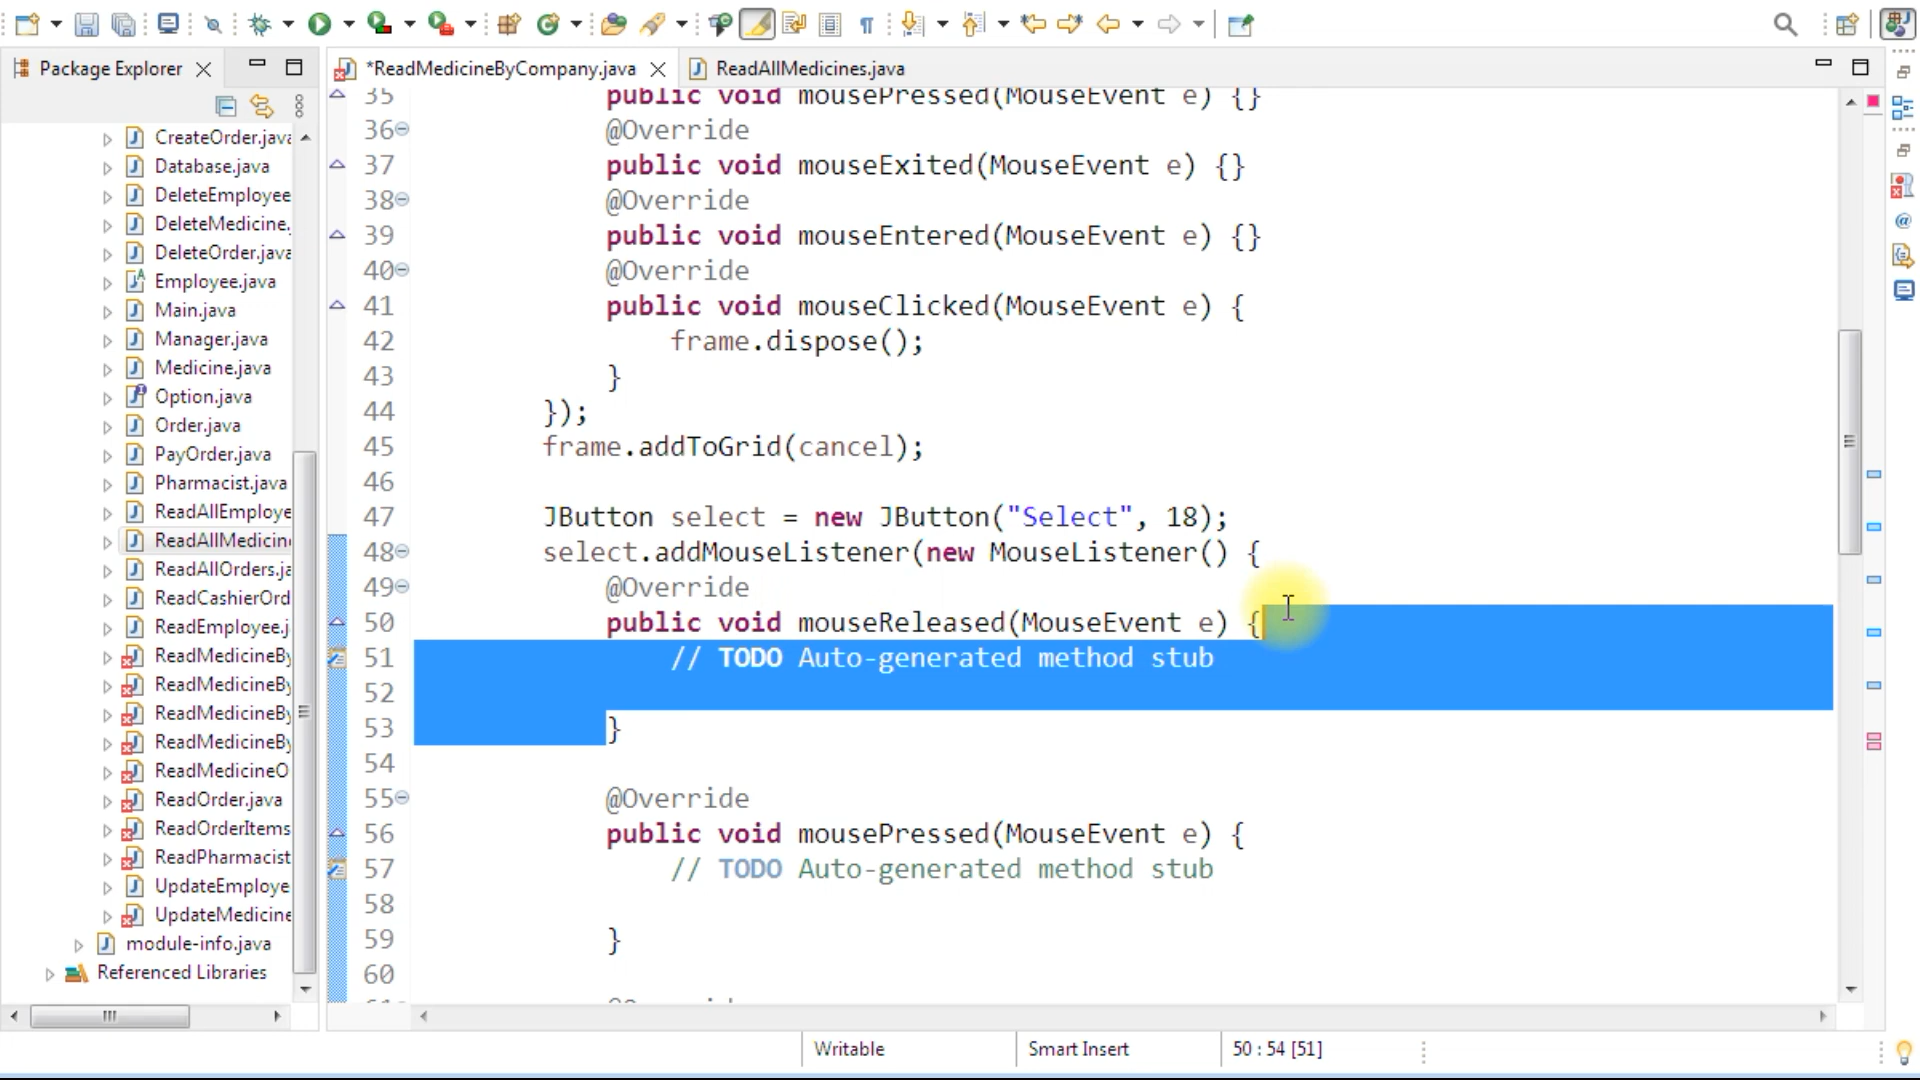 Package Explorer
*ReadMedicineByCompany.java
ReadAllMedicines.java
CreateOrder.java
Database.java
DeleteEmployee
DeleteMedicine.
DeleteOrder.java
Employee.java
Main.java
Manager.java
Medicine.java
Option.java
Order.java
PayOrder.java
Pharmacist.java
ReadAllEmploye
ReadAllMedicin
ReadAllOrders.ja
ReadCashierOrd
ReadEmployee.j
ReadMedicineBy
ReadMedicineBy
ReadMedicineBy
ReadMedicineBy
ReadMedicineO
ReadOrder.java
ReadOrderItems
ReadPharmacist
UpdateEmploye
UpdateMedicine
module-info.java
Referenced Libraries
35 public void mousePressed(MouseEvent e) {}
36 @Override
37 public void mouseExited(MouseEvent e) {}
38 @Override
39 public void mouseEntered(MouseEvent e) {}
40 @Override
41 public void mouseClicked(MouseEvent e) {
42 frame.dispose();
43 }
44 });
45 frame.addToGrid(cancel);
46
47 JButton select = new JButton("Select", 18);
48 select.addMouseListener(new MouseListener() {
49 @Override
50 public void mouseReleased(MouseEvent e) {
51 // TODO Auto-generated method stub
52
53 }
54
55 @Override
56 public void mousePressed(MouseEvent e) {
57 // TODO Auto-generated method stub
58
59 }
60
Writable
Smart Insert
50 : 54 [51]